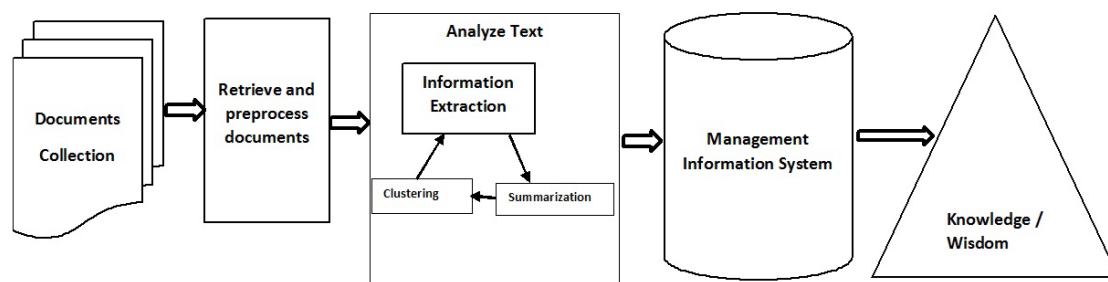 Documents
Collection
Retrieve and
preprocess
documents
Analyze Text
Information
Extraction
Clustering
Summarization
Management
Information System
Knowledge /
Wisdom